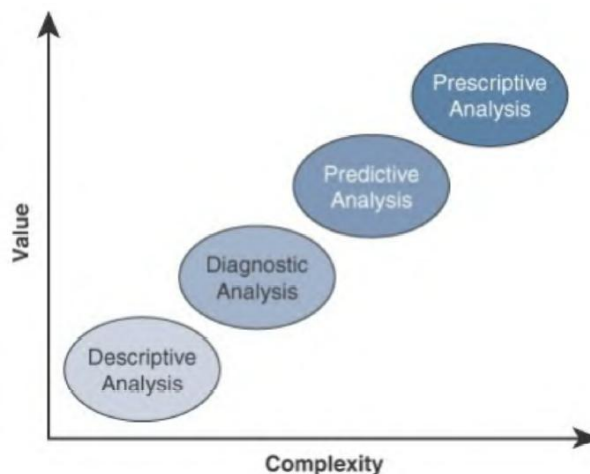 Prescriptive
Analysis
Predictive
Analysis
Diagnostic
Analysis
Descriptive
Analysis
Value
Complexity